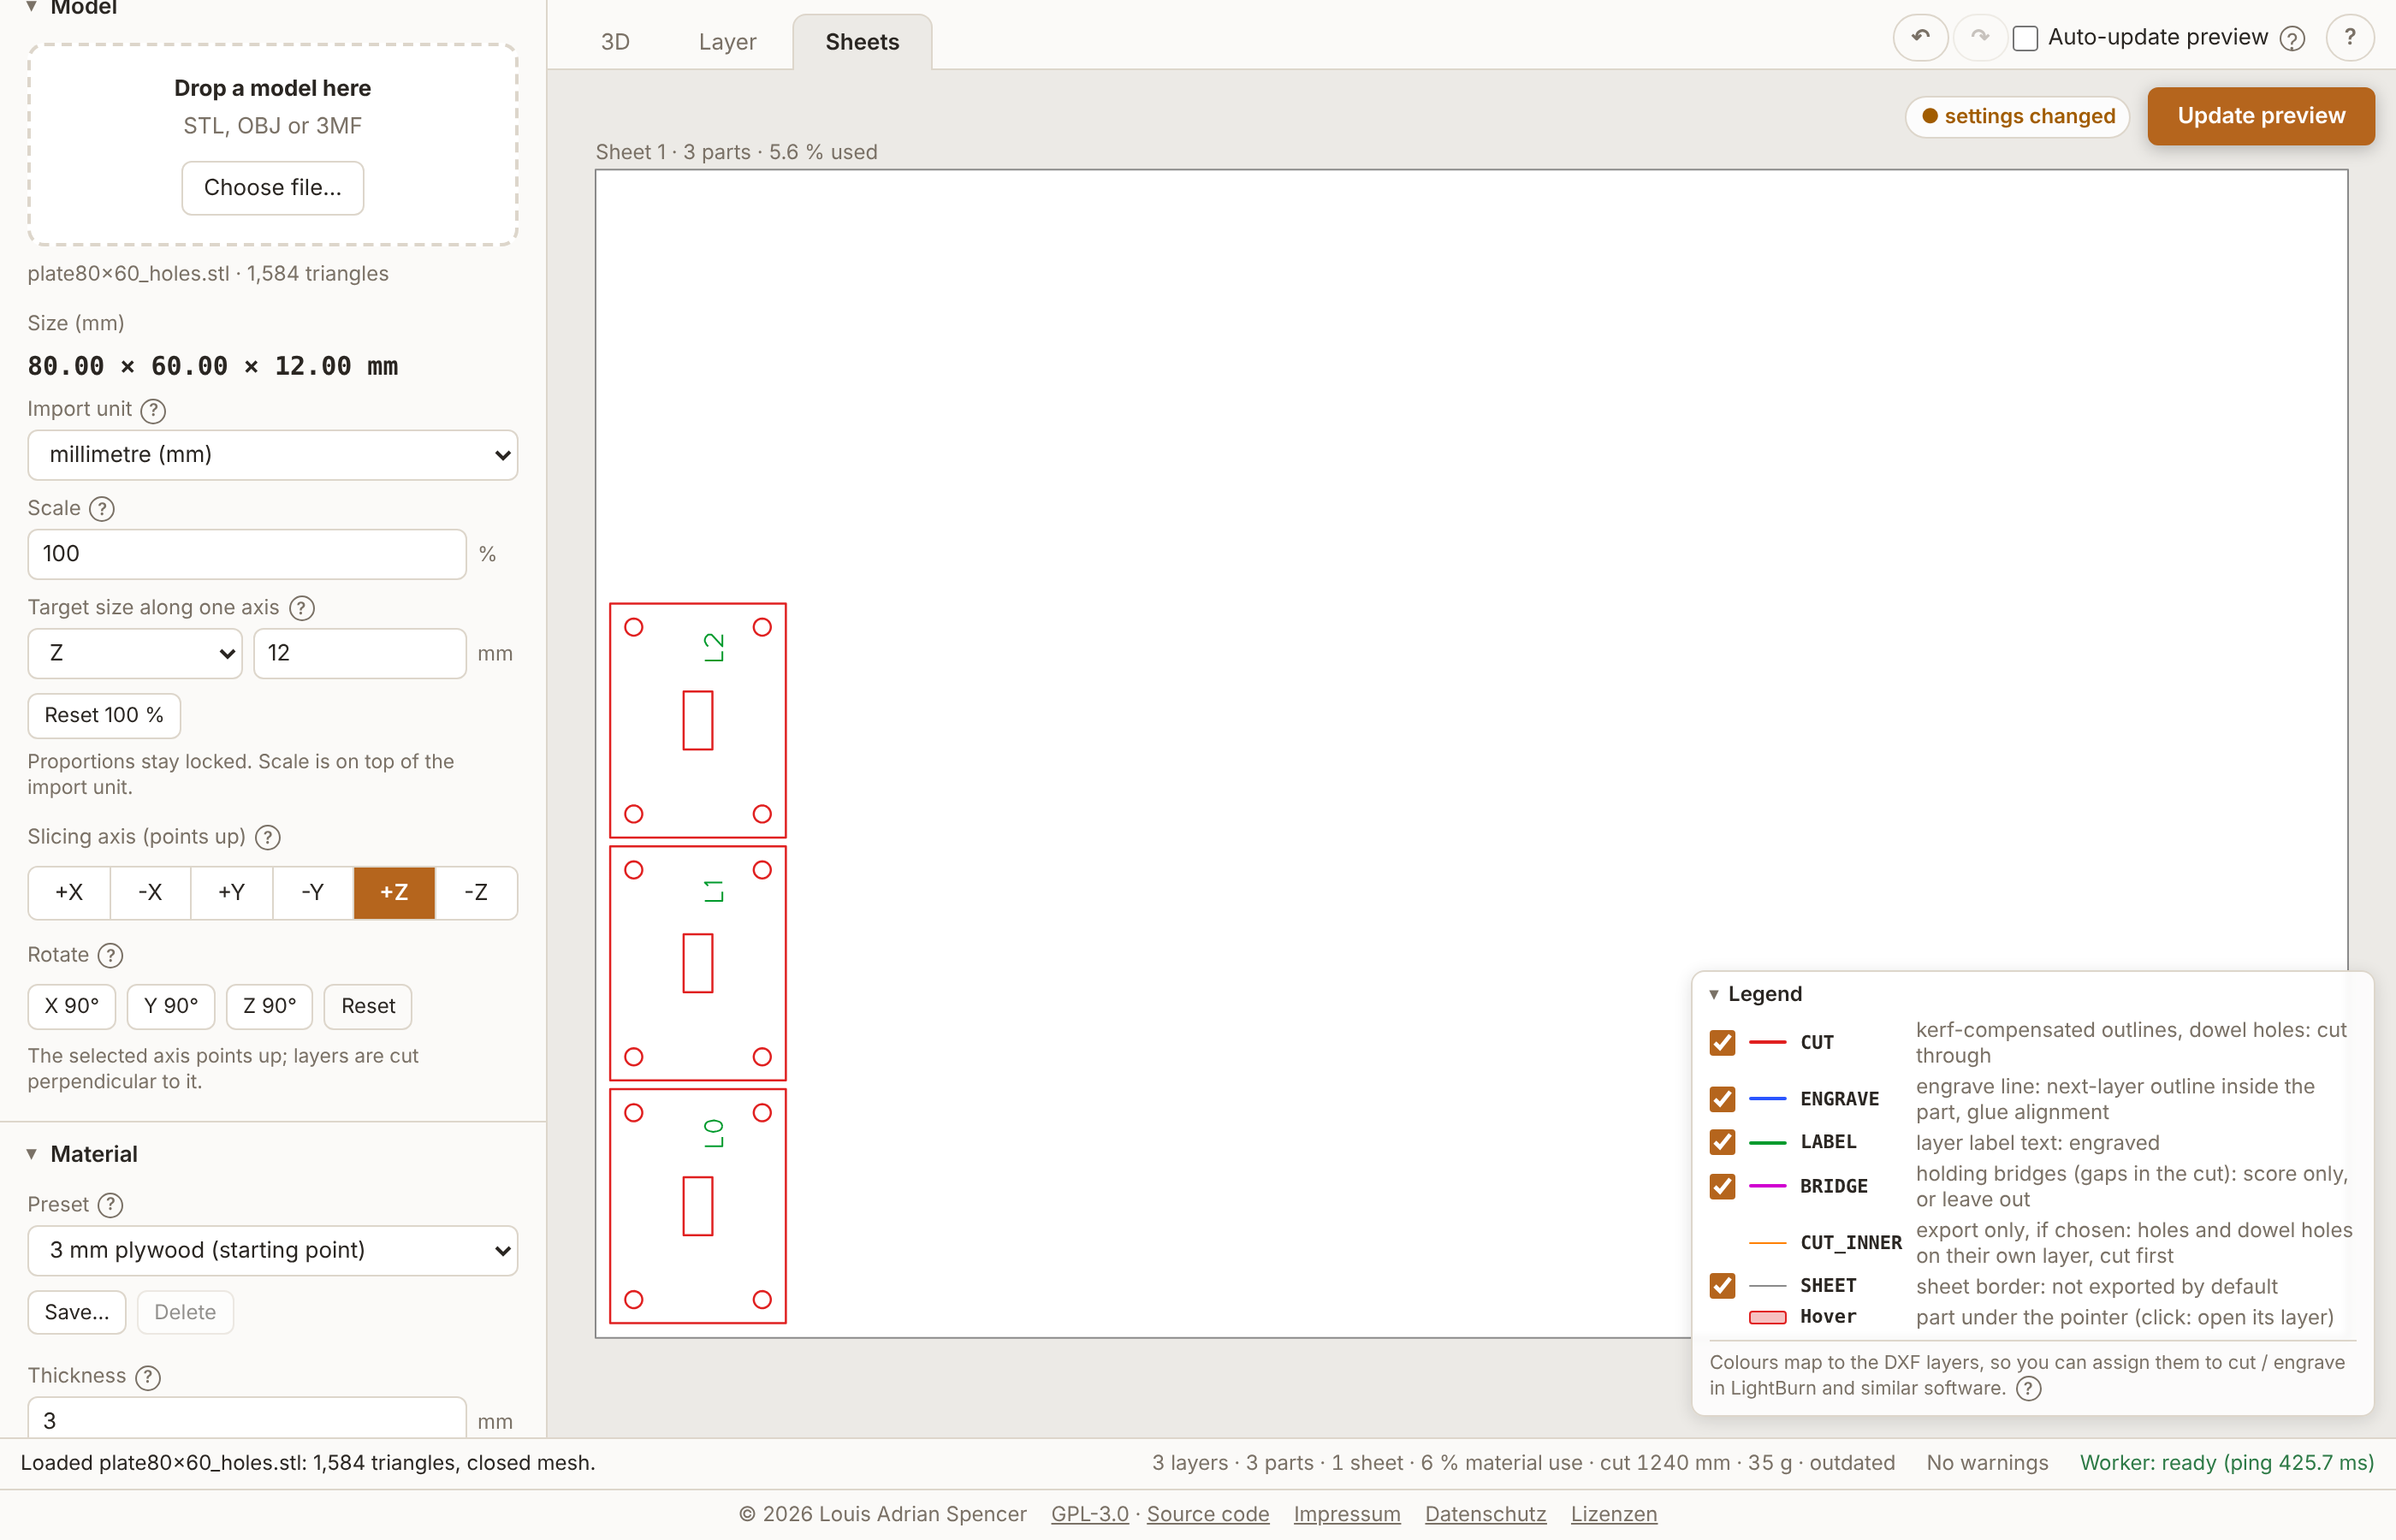 Model
Drop a model here
STL, OBJ or 3MF
Choose file...
plate80×60_holes.stl · 1,584 triangles
Size (mm)
80.00 × 60.00 × 12.00 mm
Import unit ?
millimetre (mm)
Scale ?
100 %
Target size along one axis ?
Z 12 mm
Reset 100 %
Proportions stay locked. Scale is on top of the
import unit.
Slicing axis (points up) ?
+X -X +Y -Y +Z -Z
Rotate ?
X 90° Y 90° Z 90° Reset
The selected axis points up; layers are cut
perpendicular to it.
Material
Preset ?
3 mm plywood (starting point)
Save... Delete
Thickness ?
3 mm
3D Layer Sheets
Auto-update preview ? ?
settings changed Update preview
Sheet 1 · 3 parts · 5.6 % used
L2
L1
L0
Legend
CUT kerf-compensated outlines, dowel holes: cut
through
ENGRAVE engrave line: next-layer outline inside the
part, glue alignment
LABEL layer label text: engraved
BRIDGE holding bridges (gaps in the cut): score only,
or leave out
CUT_INNER export only, if chosen: holes and dowel holes
on their own layer, cut first
SHEET sheet border: not exported by default
Hover part under the pointer (click: open its layer)
Colours map to the DXF layers, so you can assign them to cut / engrave
in LightBurn and similar software. ?
Loaded plate80×60_holes.stl: 1,584 triangles, closed mesh. 3 layers · 3 parts · 1 sheet · 6 % material use · cut 1240 mm · 35 g · outdated No warnings Worker: ready (ping 425.7 ms)
© 2026 Louis Adrian Spencer GPL-3.0 · Source code Impressum Datenschutz Lizenzen